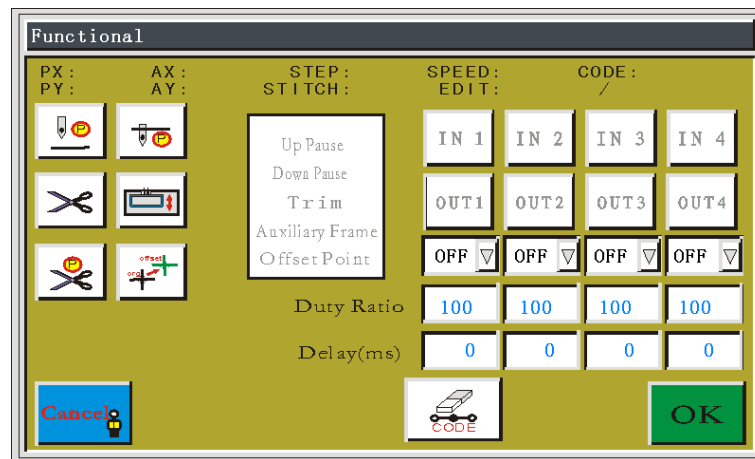 Functional
PX: AX: STEP: SPEED: CODE:
PY: AY: STITCH: EDIT: /
P P
Up Pause
Down Pause
Trim
Auxiliary Frame
Offset Point
IN 1 IN 2 IN 3 IN 4
OUT1 OUT2 OUT3 OUT4
P
offset
org
OFF OFF OFF OFF
Duty Ratio 100 100 100 100
Delay(ms) 0 0 0 0
Cancel
CODE
OK